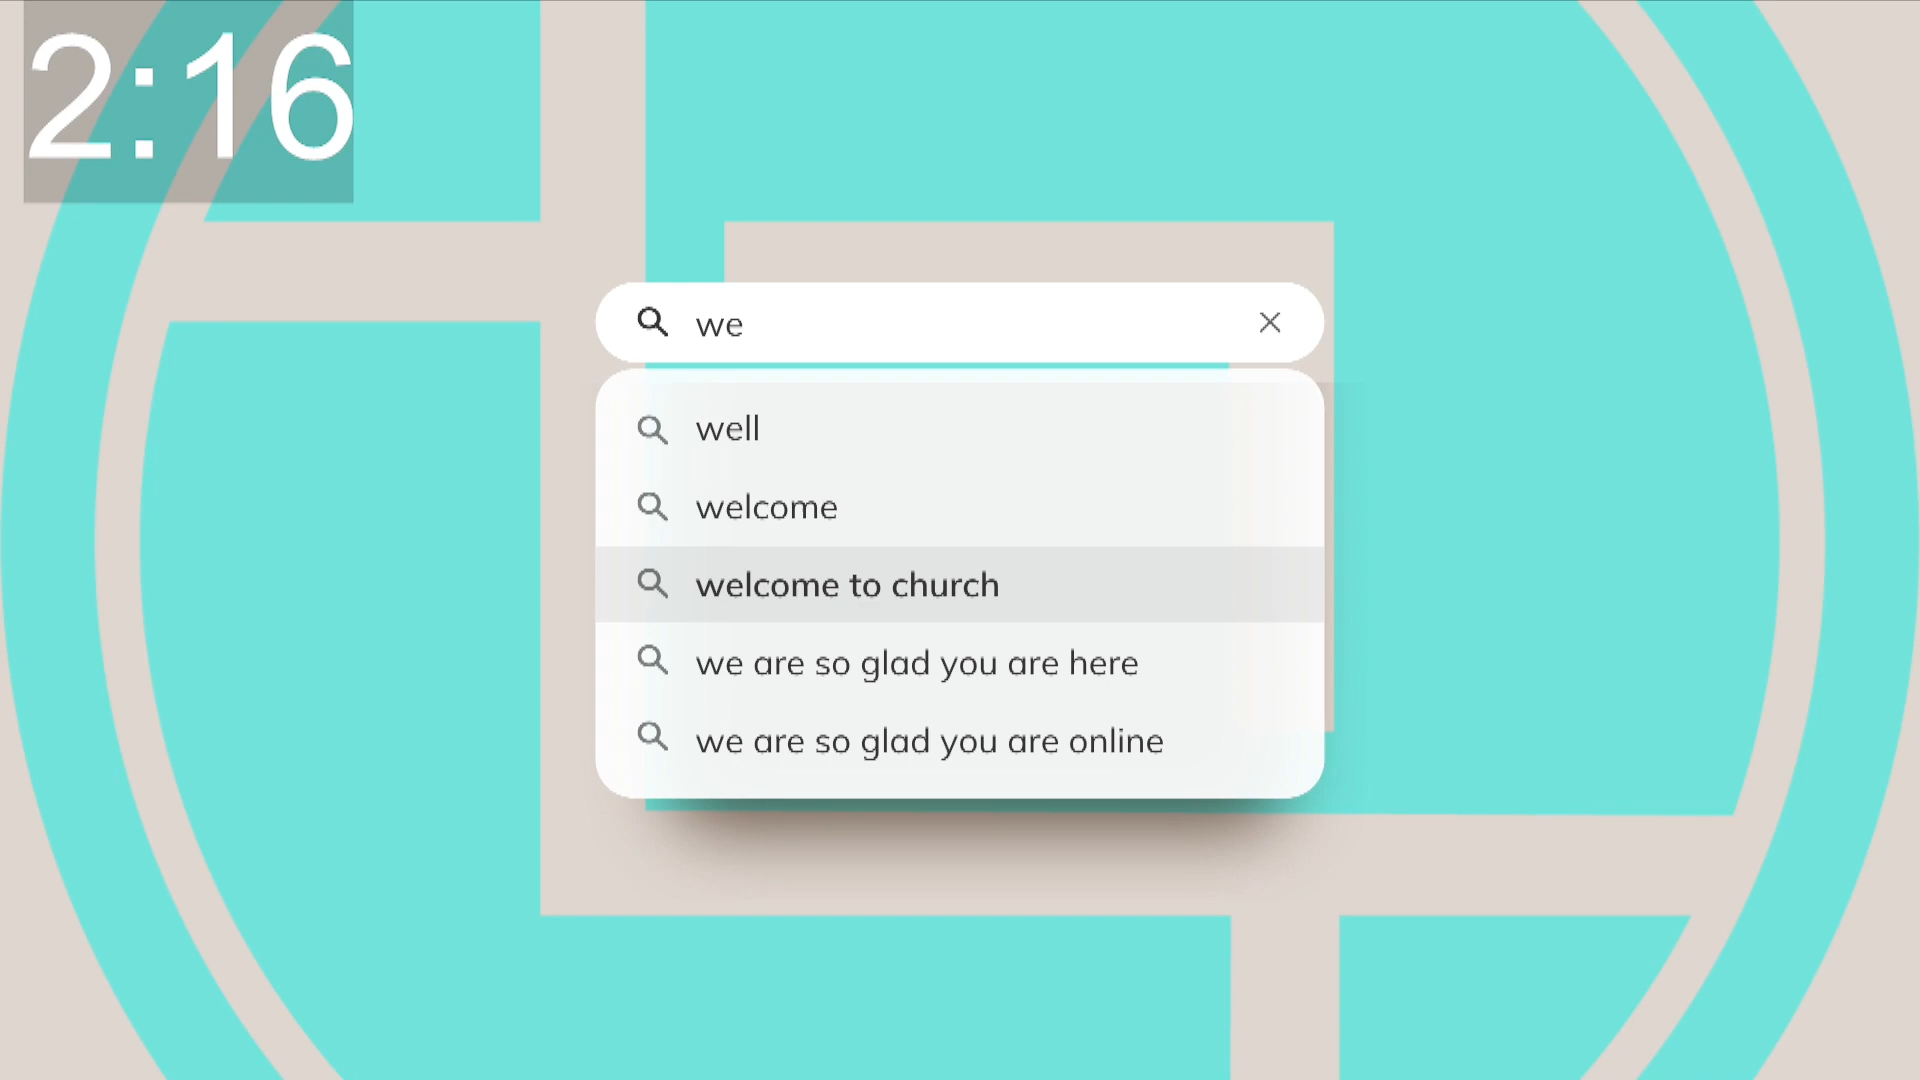 2:16
we
well
welcome
welcome to church
we are so glad you are here
we are so glad you are online